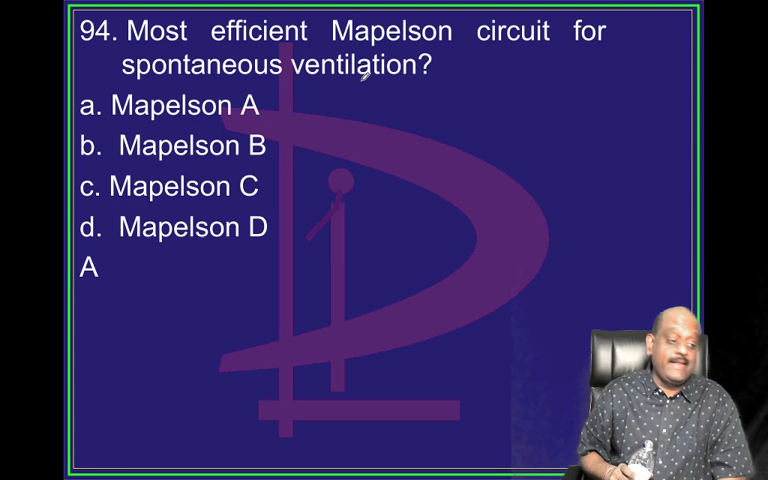 94. Most efficient Mapelson circuit for
spontaneous ventilation?
a. Mapelson A
b. Mapelson B
c. Mapelson C
d. Mapelson D
A